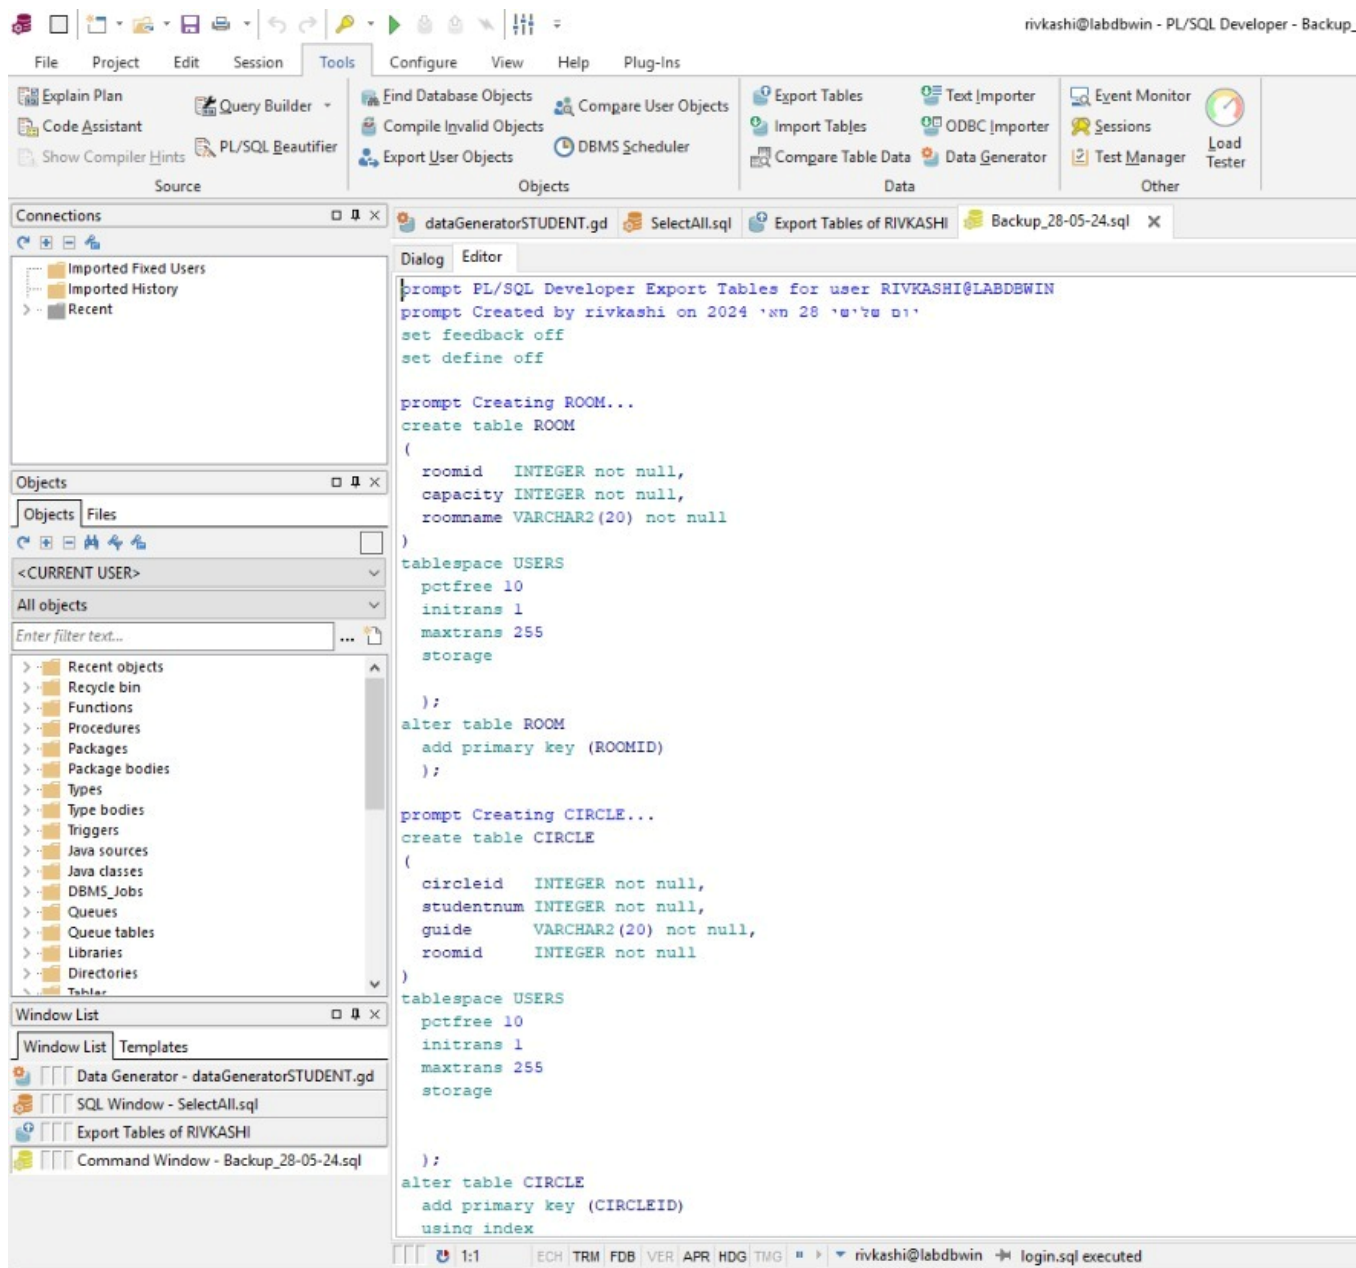 rivkashi@labdbwin - PL/SQL Developer - Backup_
File Project Edit Session Tools Configure View Help Plug-Ins
Explain Plan
Code Assistant
Show Compiler Hints
Query Builder
PL/SQL Beautifier
Source
Find Database Objects
Compile Invalid Objects
Export User Objects
Compare User Objects
DBMS Scheduler
Objects
Export Tables
Import Tables
Compare Table Data
Text Importer
ODBC Importer
Data Generator
Data
Event Monitor
Sessions
Test Manager
Load
Tester
Other
Connections
Imported Fixed Users
Imported History
Recent
Objects
Objects Files
<CURRENT USER>
All objects
Enter filter text...
...
Recent objects
Recycle bin
Functions
Procedures
Packages
Package bodies
Types
Type bodies
Triggers
Java sources
Java classes
DBMS_Jobs
Queues
Queue tables
Libraries
Directories
Tables
Window List
Window List Templates
Data Generator - dataGeneratorSTUDENT.gd
SQL Window - SelectAll.sql
Export Tables of RIVKASHI
Command Window - Backup_28-05-24.sql
dataGeneratorSTUDENT.gd SelectAll.sql Export Tables of RIVKASHI Backup_28-05-24.sql
Dialog Editor
prompt PL/SQL Developer Export Tables for user RIVKASHI@LABDBWIN
prompt Created by rivkashi on יום שלישי 28 מאי 2024
set feedback off
set define off
prompt Creating ROOM...
create table ROOM
(
roomid INTEGER not null,
capacity INTEGER not null,
roomname VARCHAR2(20) not null
)
tablespace USERS
pctfree 10
initrans 1
maxtrans 255
storage
);
alter table ROOM
add primary key (ROOMID)
);
prompt Creating CIRCLE...
create table CIRCLE
(
circleid INTEGER not null,
studentnum INTEGER not null,
guide VARCHAR2(20) not null,
roomid INTEGER not null
)
tablespace USERS
pctfree 10
initrans 1
maxtrans 255
storage
);
alter table CIRCLE
add primary key (CIRCLEID)
using index
1:1 ECH TRM FDB VER APR HDG TMG rivkashi@labdbwin login.sql executed